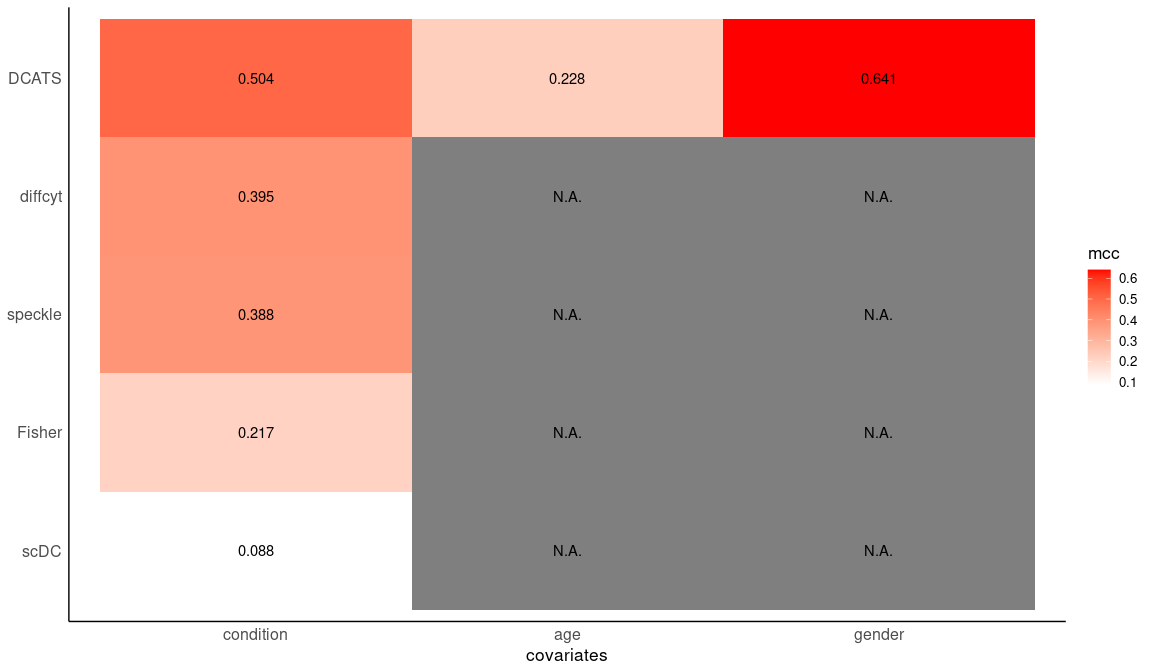 DCATS 0.504 0.228 0.641
diffcyt 0.395 N.A. N.A.
speckle 0.388 N.A. N.A.
Fisher 0.217 N.A. N.A.
scDC 0.088 N.A. N.A.
condition age gender
covariates
mcc
0.6
0.5
0.4
0.3
0.2
0.1